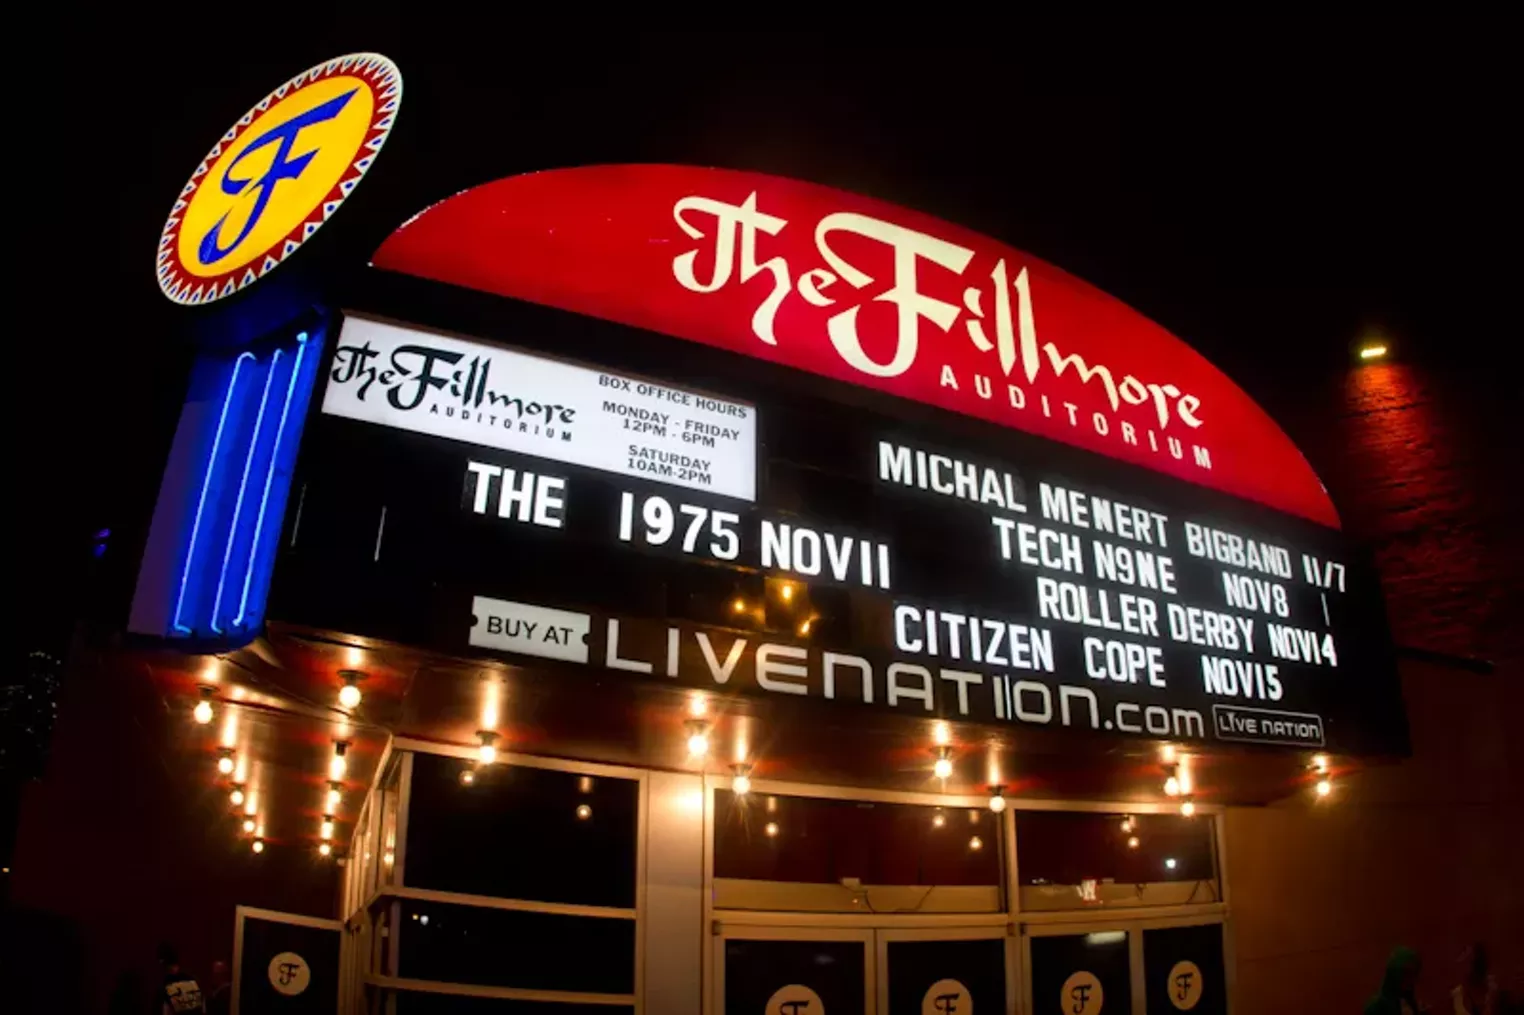 F
The Fillmore
AUDITORIUM
The Fillmore
AUDITORIUM
BOX OFFICE HOURS
MONDAY - FRIDAY
12PM - 6PM
SATURDAY
10AM-2PM
THE 1975 NOV11
MICHAL MENERT BIGBAND 11/7
TECH N9NE NOV8
ROLLER DERBY NOV14
CITIZEN COPE NOV15
BUY AT LIVENATION.com LIVE NATION
F
F
F
F
F